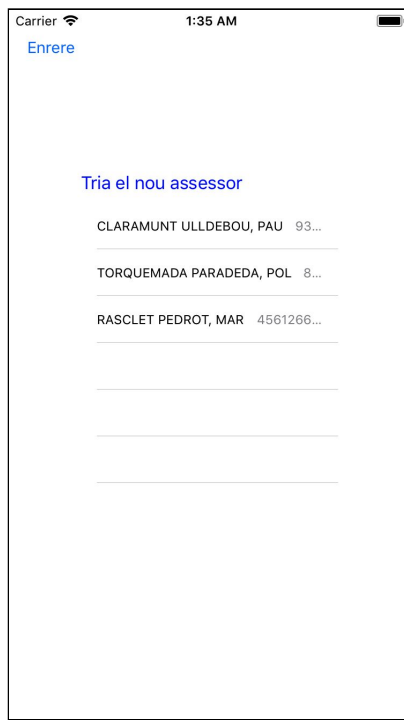 Carrier 1:35 AM
Enrere
Tria el nou assessor
CLARAMUNT ULLDEBOU, PAU 93...
TORQUEMADA PARADEDA, POL 8...
RASCLET PEDROT, MAR 4561266...